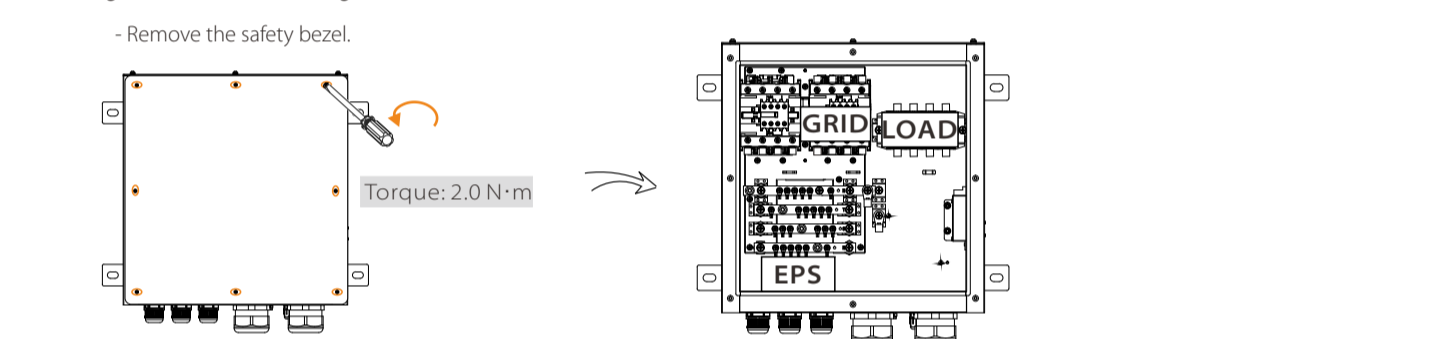 - Remove the safety bezel.
Torque: 2.0 N·m
GRID
LOAD
EPS